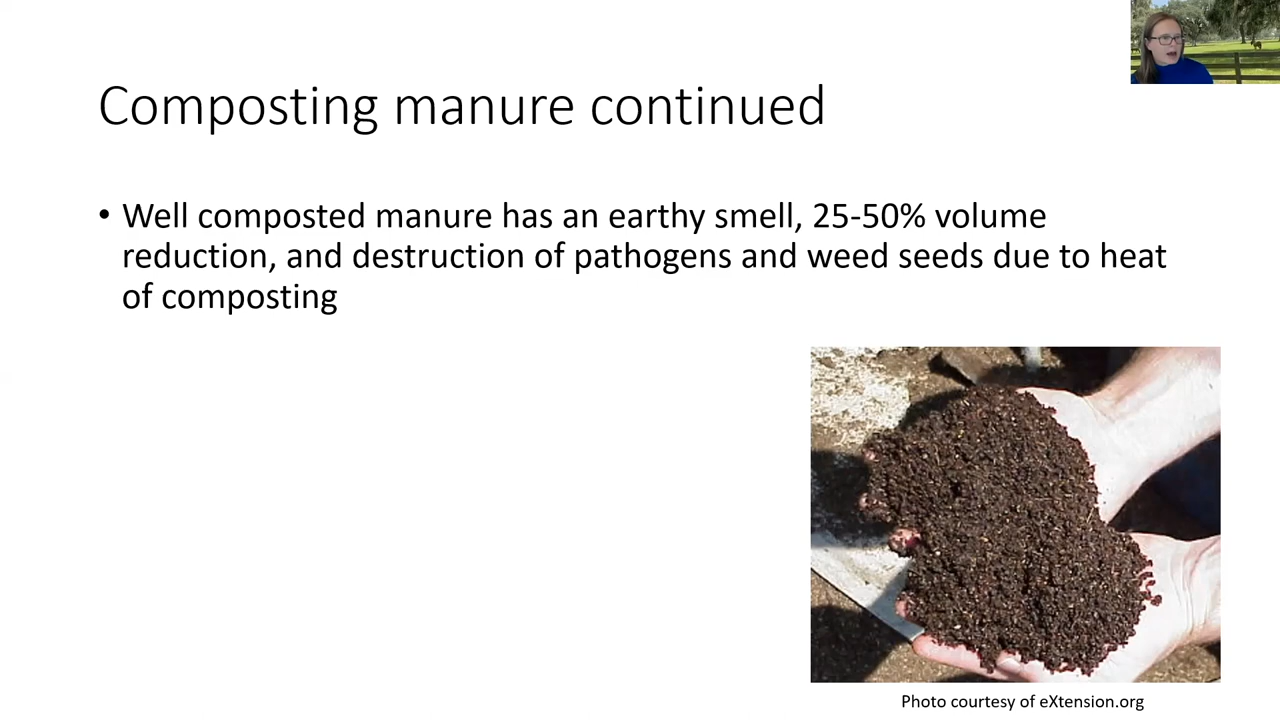 Composting manure continued
• Well composted manure has an earthy smell, 25-50% volume
reduction, and destruction of pathogens and weed seeds due to heat
of composting
Photo courtesy of eXtension.org